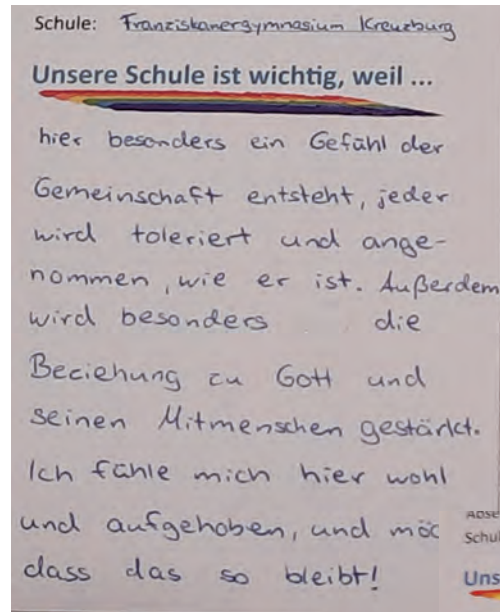 Schule: Franziskanergymnasium Kreuzburg
Unsere Schule ist wichtig, weil ...
hier besonders ein Gefühl der
Gemeinschaft entsteht, jeder
wird toleriert und ange-
nommen, wie er ist. Außerdem
wird besonders die
Beziehung zu Gott und
seinen Mitmenschen gestärkt.
Ich fühle mich hier wohl
und aufgehoben, und
dass das so bleibt!